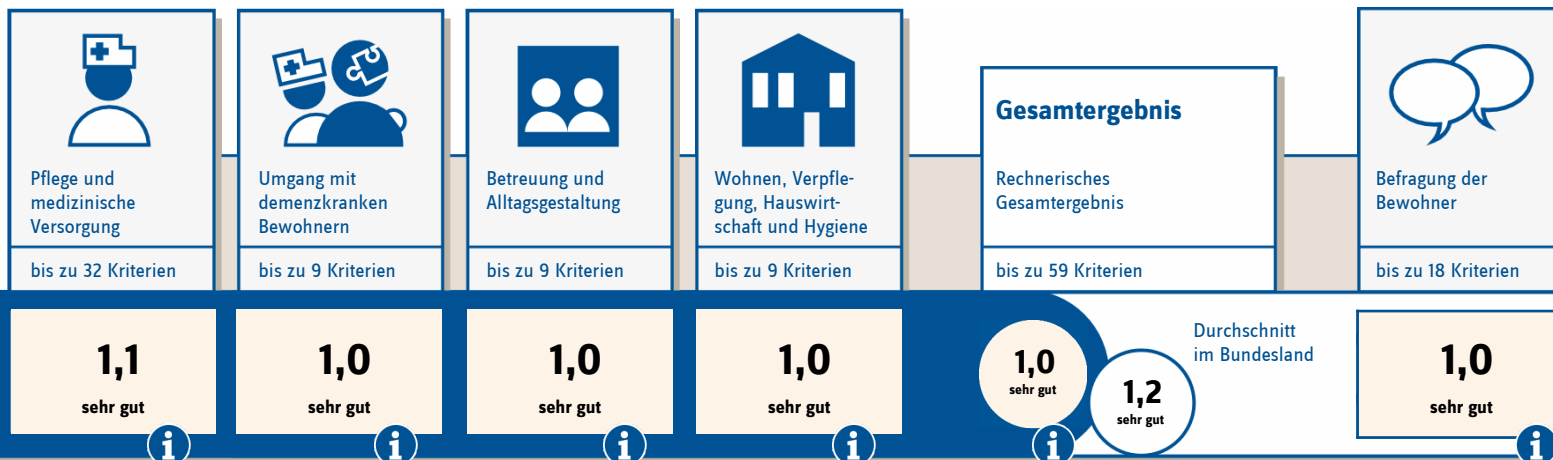 Pflege und
medizinische
Versorgung
bis zu 32 Kriterien
1,1
sehr gut
i
Umgang mit
demenzkranken
Bewohnern
bis zu 9 Kriterien
1,0
sehr gut
i
Betreuung und
Alltagsgestaltung
bis zu 9 Kriterien
1,0
sehr gut
i
Wohnen, Verpfle-
gung, Hauswirt-
schaft und Hygiene
bis zu 9 Kriterien
1,0
sehr gut
i
Gesamtergebnis
Rechnerisches
Gesamtergebnis
bis zu 59 Kriterien
1,0
sehr gut
i
1,2
sehr gut
Durchschnitt
im Bundesland
Befragung der
Bewohner
bis zu 18 Kriterien
1,0
sehr gut
i